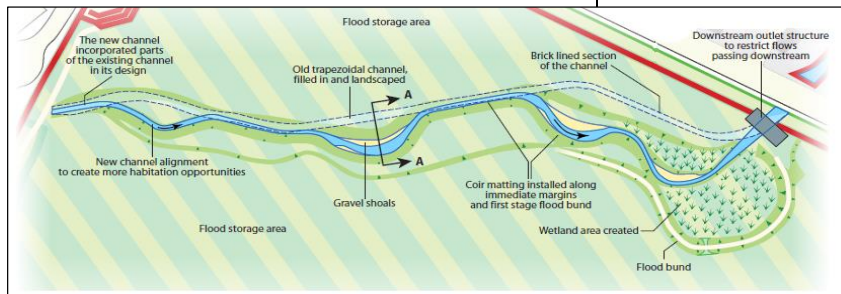 Flood storage area
The new channel
incorporated parts
of the existing channel
in its design
Old trapezoidal channel,
filled in and landscaped
A
Brick lined section
of the channel
Downstream outlet structure
to restrict flows
passing downstream
New channel alignment
to create more habitation opportunities
A
Gravel shoals
Coir matting installed along
immediate margins
and first stage flood bund
Flood storage area
Wetland area created
Flood bund